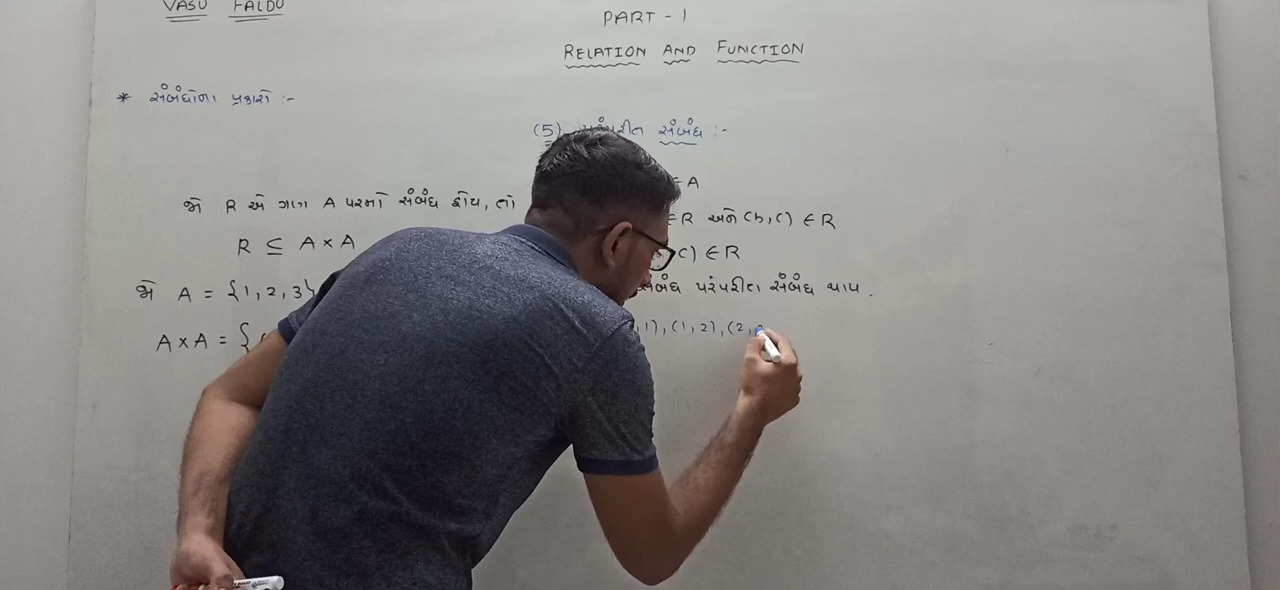 VASU FALDU
PART - 1
RELATION AND FUNCTION
* સંબંધોના પ્રકારો :-
(5) સંબંધ :-
A
જો R એ ગણ A પરનો સંબંધ હોય, તો
∈ R અને (b, c) ∈ R
R ⊆ A × A
c) ∈ R
જો A = {1, 2, 3}
સંબંધ પરંપરીત સંબંધ થાય.
A × A = {
, 1), (1, 2), (2,